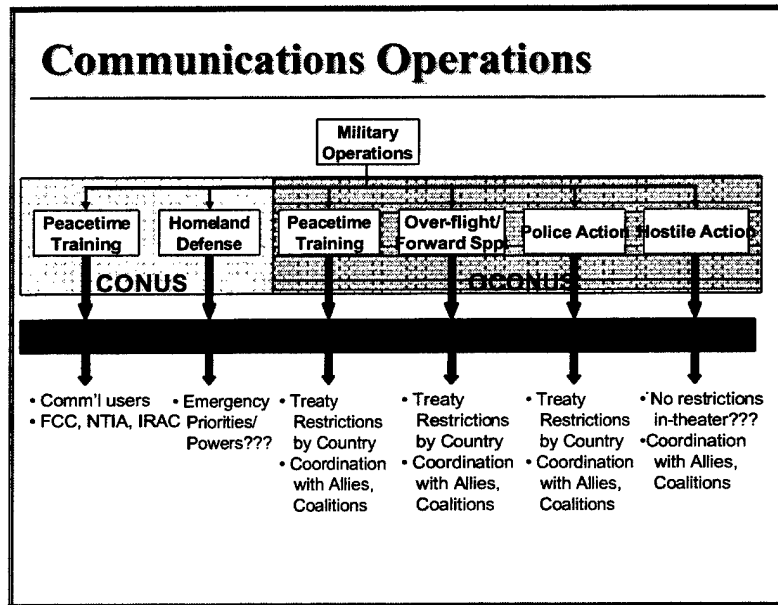 Communications Operations
Military
Operations
Peacetime
Training
Homeland
Defense
Peacetime
Training
Over-flight/
Forward Spp
Police Action
Hostile Action
CONUS
OCONUS
• Comm'l users
• FCC, NTIA, IRAC
• Emergency
Priorities/
Powers???
• Treaty
Restrictions
by Country
• Coordination
with Allies,
Coalitions
• Treaty
Restrictions
by Country
• Coordination
with Allies,
Coalitions
• Treaty
Restrictions
by Country
• Coordination
with Allies,
Coalitions
• No restrictions
in-theater???
• Coordination
with Allies,
Coalitions